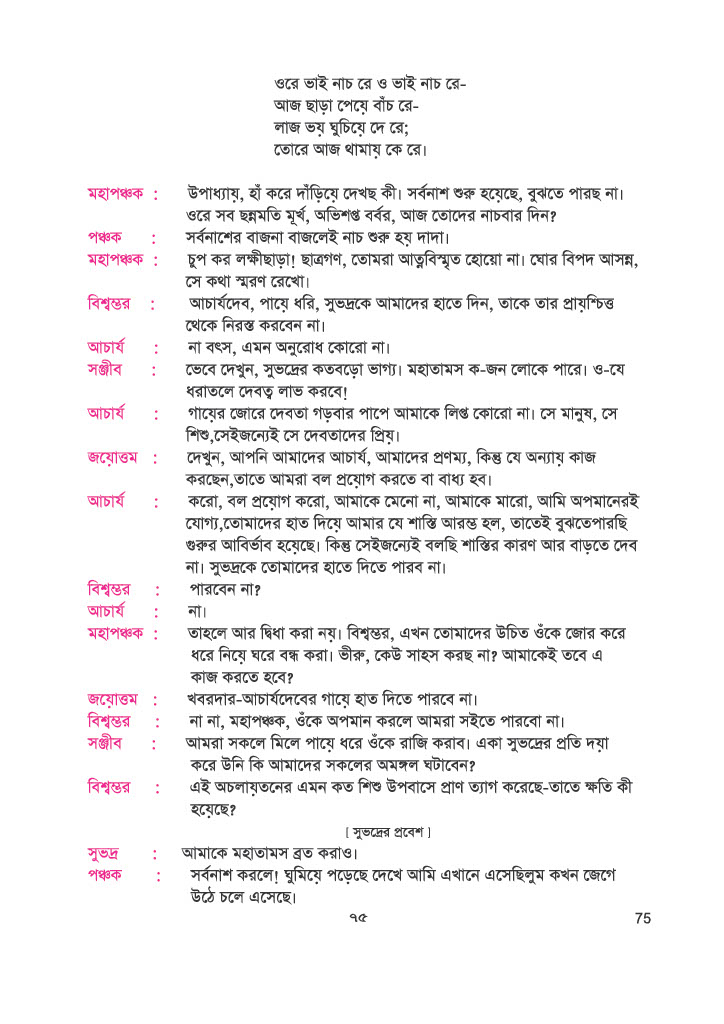 ওরে ভাই নাচ রে ও ভাই নাচ রে-
আজ ছাড়া পেয়ে বাঁচ রে-
লাজ ভয় ঘুচিয়ে দে রে;
তোরে আজ থামায় কে রে।
মহাপঞ্চক : উপাধ্যায়, হাঁ করে দাঁড়িয়ে দেখছ কী। সর্বনাশ শুরু হয়েছে, বুঝতে পারছ না।
ওরে সব ছন্নমতি মূর্খ, অভিশপ্ত বর্বর, আজ তোদের নাচবার দিন?
পঞ্চক : সর্বনাশের বাজনা বাজলেই নাচ শুরু হয় দাদা।
মহাপঞ্চক : চুপ কর লক্ষীছাড়া! ছাত্রগণ, তোমরা আত্নবিস্মৃত হোয়ো না। ঘোর বিপদ আসন্ন,
সে কথা স্মরণ রেখো।
বিশ্বম্ভর : আচার্যদেব, পায়ে ধরি, সুভদ্রকে আমাদের হাতে দিন, তাকে তার প্রায়শ্চিত্ত
থেকে নিরস্ত করবেন না।
আচার্য : না বৎস, এমন অনুরোধ কোরো না।
সঞ্জীব : ভেবে দেখুন, সুভদ্রের কতবড়ো ভাগ্য। মহাতামস ক-জন লোকে পারে। ও-যে
ধরাতলে দেবত্ব লাভ করবে!
আচার্য : গায়ের জোরে দেবতা গড়বার পাপে আমাকে লিপ্ত কোরো না। সে মানুষ, সে
শিশু,সেইজন্যেই সে দেবতাদের প্রিয়।
জয়োত্তম : দেখুন, আপনি আমাদের আচার্য, আমাদের প্রণম্য, কিন্তু যে অন্যায় কাজ
করছেন,তাতে আমরা বল প্রয়োগ করতে বা বাধ্য হব।
আচার্য : করো, বল প্রয়োগ করো, আমাকে মেনো না, আমাকে মারো, আমি অপমানেরই
যোগ্য,তোমাদের হাত দিয়ে আমার যে শাস্তি আরম্ভ হল, তাতেই বুঝতেপারছি
গুরুর আবির্ভাব হয়েছে। কিন্তু সেইজন্যেই বলছি শাস্তির কারণ আর বাড়তে দেব
না। সুভদ্রকে তোমাদের হাতে দিতে পারব না।
বিশ্বম্ভর : পারবেন না?
আচার্য : না।
মহাপঞ্চক : তাহলে আর দ্বিধা করা নয়। বিশ্বম্ভর, এখন তোমাদের উচিত ওঁকে জোর করে
ধরে নিয়ে ঘরে বন্ধ করা। ভীরু, কেউ সাহস করছ না? আমাকেই তবে এ
কাজ করতে হবে?
জয়োত্তম : খবরদার-আচার্যদেবের গায়ে হাত দিতে পারবে না।
বিশ্বম্ভর : না না, মহাপঞ্চক, ওঁকে অপমান করলে আমরা সইতে পারবো না।
সঞ্জীব : আমরা সকলে মিলে পায়ে ধরে ওঁকে রাজি করাব। একা সুভদ্রের প্রতি দয়া
করে উনি কি আমাদের সকলের অমঙ্গল ঘটাবেন?
বিশ্বম্ভর : এই অচলায়তনের এমন কত শিশু উপবাসে প্রাণ ত্যাগ করেছে-তাতে ক্ষতি কী
হয়েছে?
[ সুভদ্রের প্রবেশ ]
সুভদ্র : আমাকে মহাতামস ব্রত করাও।
পঞ্চক : সর্বনাশ করলে! ঘুমিয়ে পড়েছে দেখে আমি এখানে এসেছিলুম কখন জেগে
উঠে চলে এসেছে।
৭৫ 75